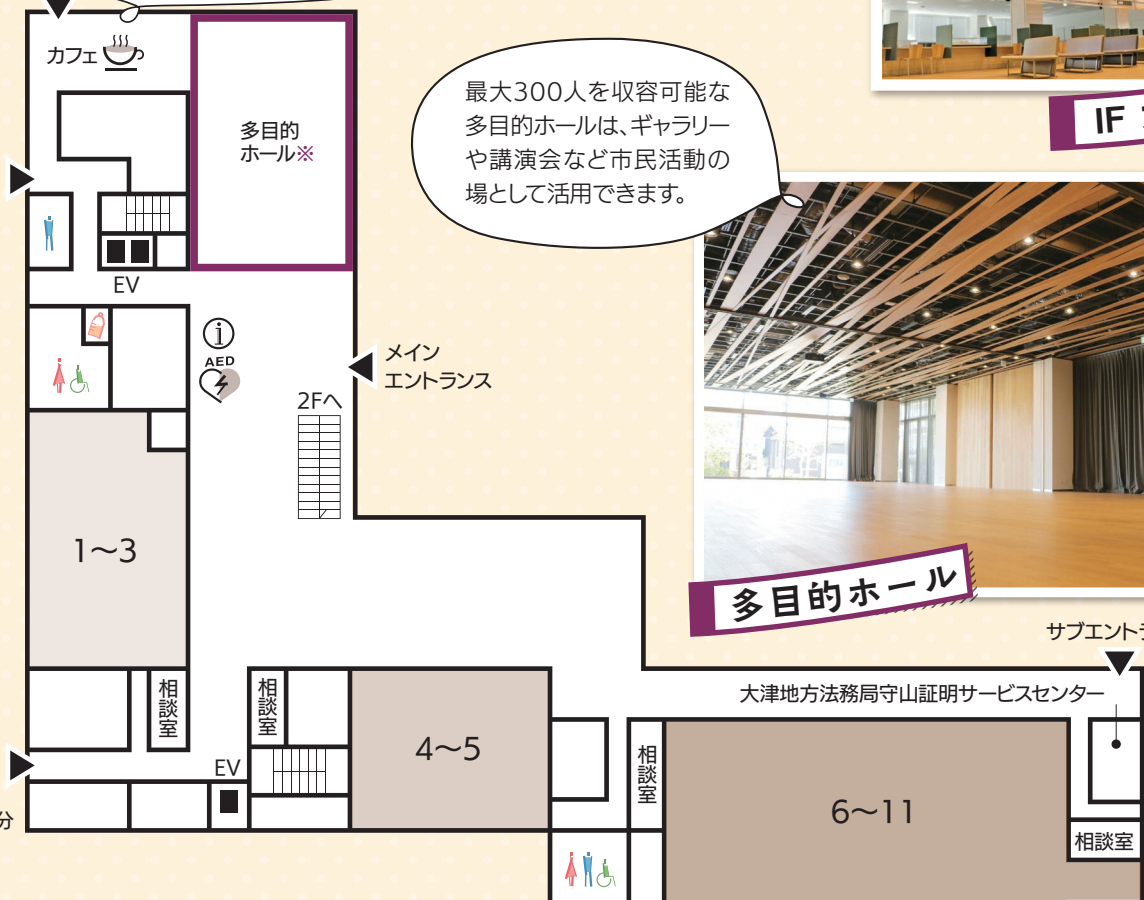 カフェ
多目的
ホール※
最大300人を収容可能な
多目的ホールは、ギャラリー
や講演会など市民活動の
場として活用できます。
IF
EV
AED
メイン
エントランス
2Fへ
1〜3
多目的ホール
サブエント
大津地方法務局守山証明サービスセンター
相談室
相談室
4〜5
EV
相談室
6〜11
分
相談室